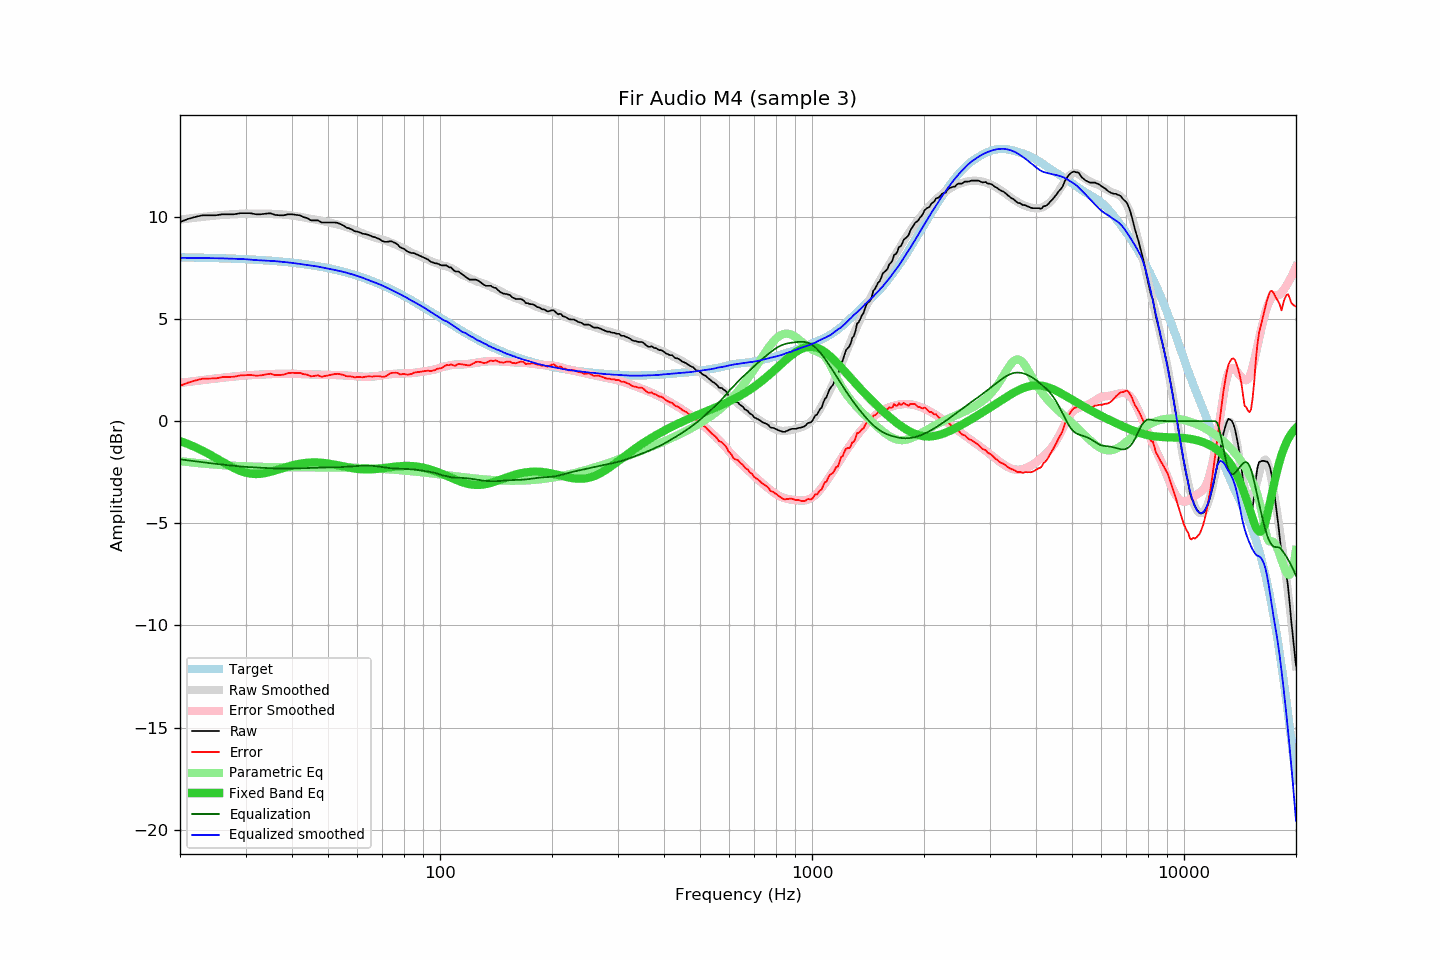 Fir Audio M4 (sample 3)
Amplitude (dBr)
10
5
0
−5
−10
−15
−20
Target
Raw Smoothed
Error Smoothed
Raw
Error
Parametric Eq
Fixed Band Eq
Equalization
Equalized smoothed
100
1000
10000
Frequency (Hz)